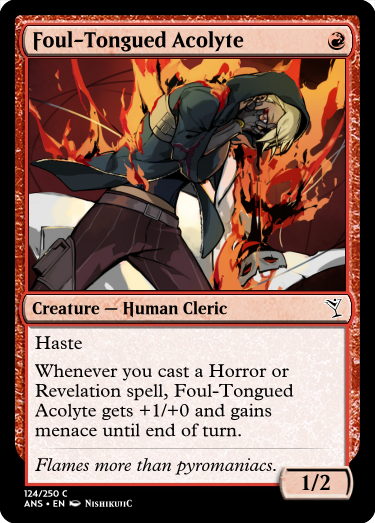 Foul-Tongued Acolyte
Creature — Human Cleric
Haste
Whenever you cast a Horror or
Revelation spell, Foul-Tongued
Acolyte gets +1/+0 and gains
menace until end of turn.
Flames more than pyromaniacs.
1/2
124/250 C
ANS • EN NishikujiC